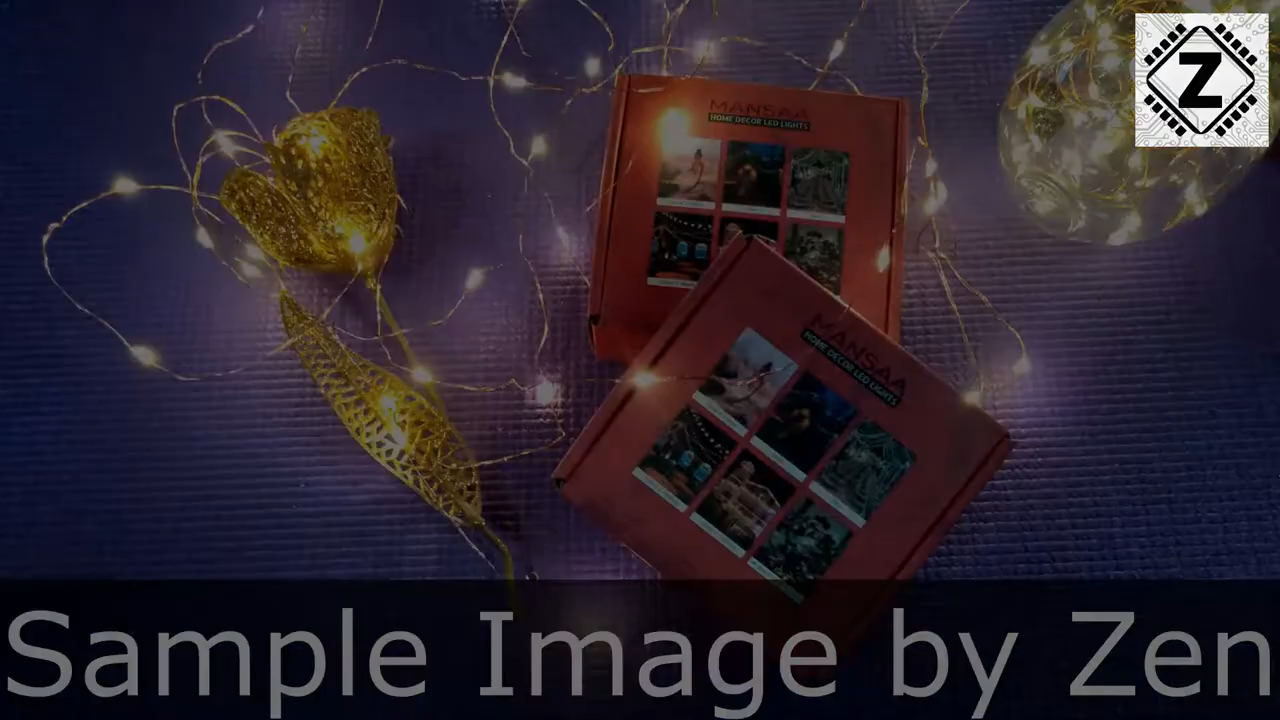 Z
MANSAA
HOME DECOR LED LIGHTS
MANSAA
HOME DECOR LED LIGHTS
Sample Image by Zen